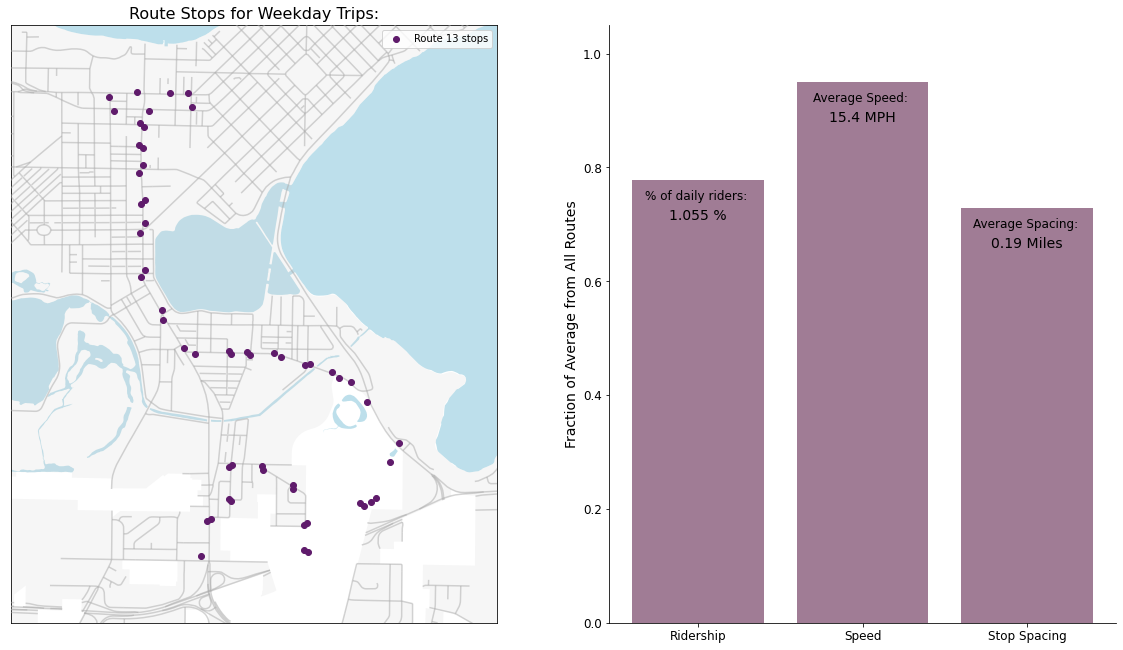 Route Stops for Weekday Trips:
Route 13 stops
Fraction of Average from All Routes
1.0
0.8
0.6
0.4
0.2
0.0
% of daily riders:
1.055 %
Average Speed:
15.4 MPH
Average Spacing:
0.19 Miles
Ridership
Speed
Stop Spacing